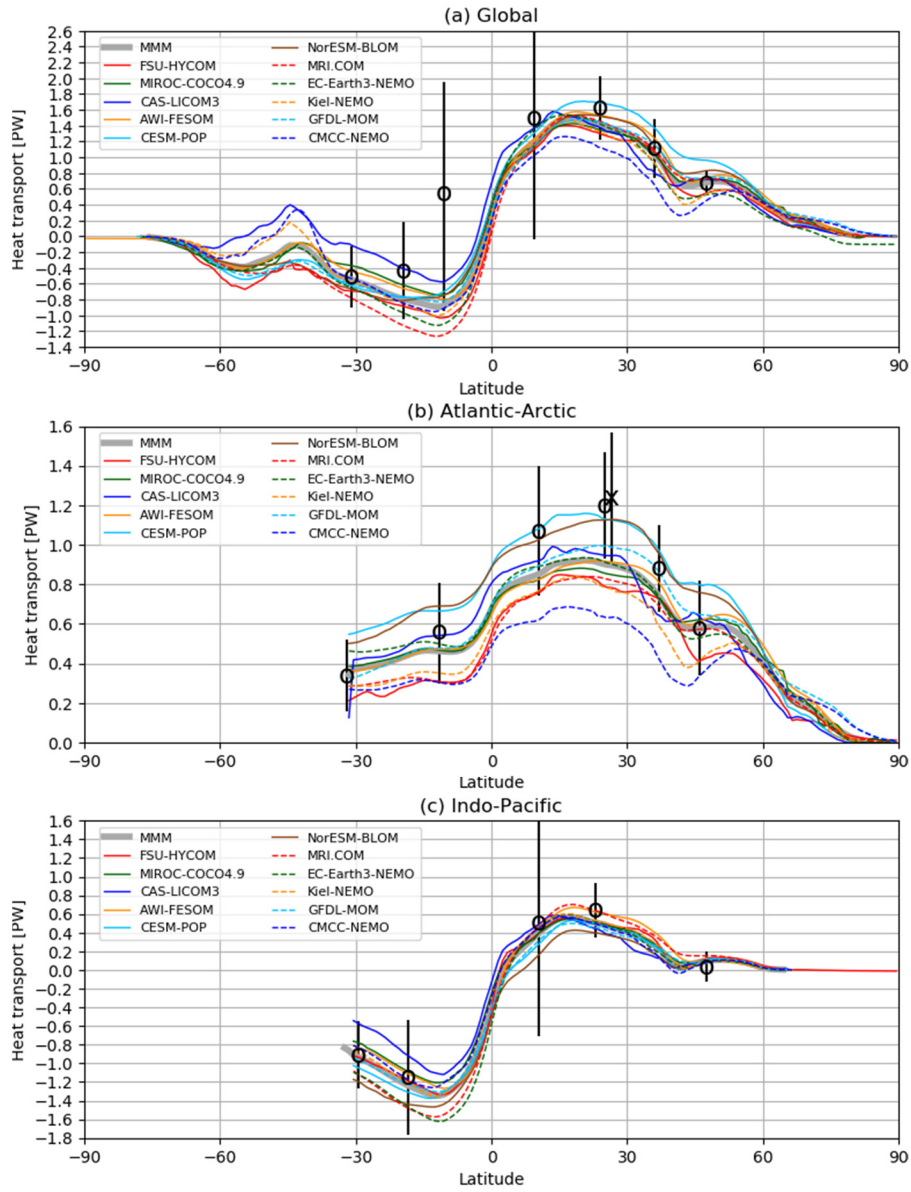 (a) Global
2.6
2.4
2.2
2.0
1.8
1.6
1.4
1.2
1.0
0.8
0.6
0.4
0.2
0.0
−0.2
−0.4
−0.6
−0.8
−1.0
−1.2
−1.4
Heat transport [PW]
MMM
FSU-HYCOM
MIROC-COCO4.9
CAS-LICOM3
AWI-FESOM
CESM-POP
NorESM-BLOM
MRI.COM
EC-Earth3-NEMO
Kiel-NEMO
GFDL-MOM
CMCC-NEMO
−90 −60 −30 0 30 60 90
Latitude
(b) Atlantic-Arctic
1.6
1.4
1.2
1.0
0.8
0.6
0.4
0.2
0.0
Heat transport [PW]
MMM
FSU-HYCOM
MIROC-COCO4.9
CAS-LICOM3
AWI-FESOM
CESM-POP
NorESM-BLOM
MRI.COM
EC-Earth3-NEMO
Kiel-NEMO
GFDL-MOM
CMCC-NEMO
−90 −60 −30 0 30 60 90
Latitude
(c) Indo-Pacific
1.6
1.4
1.2
1.0
0.8
0.6
0.4
0.2
0.0
−0.2
−0.4
−0.6
−0.8
−1.0
−1.2
−1.4
−1.6
−1.8
Heat transport [PW]
MMM
FSU-HYCOM
MIROC-COCO4.9
CAS-LICOM3
AWI-FESOM
CESM-POP
NorESM-BLOM
MRI.COM
EC-Earth3-NEMO
Kiel-NEMO
GFDL-MOM
CMCC-NEMO
−90 −60 −30 0 30 60 90
Latitude